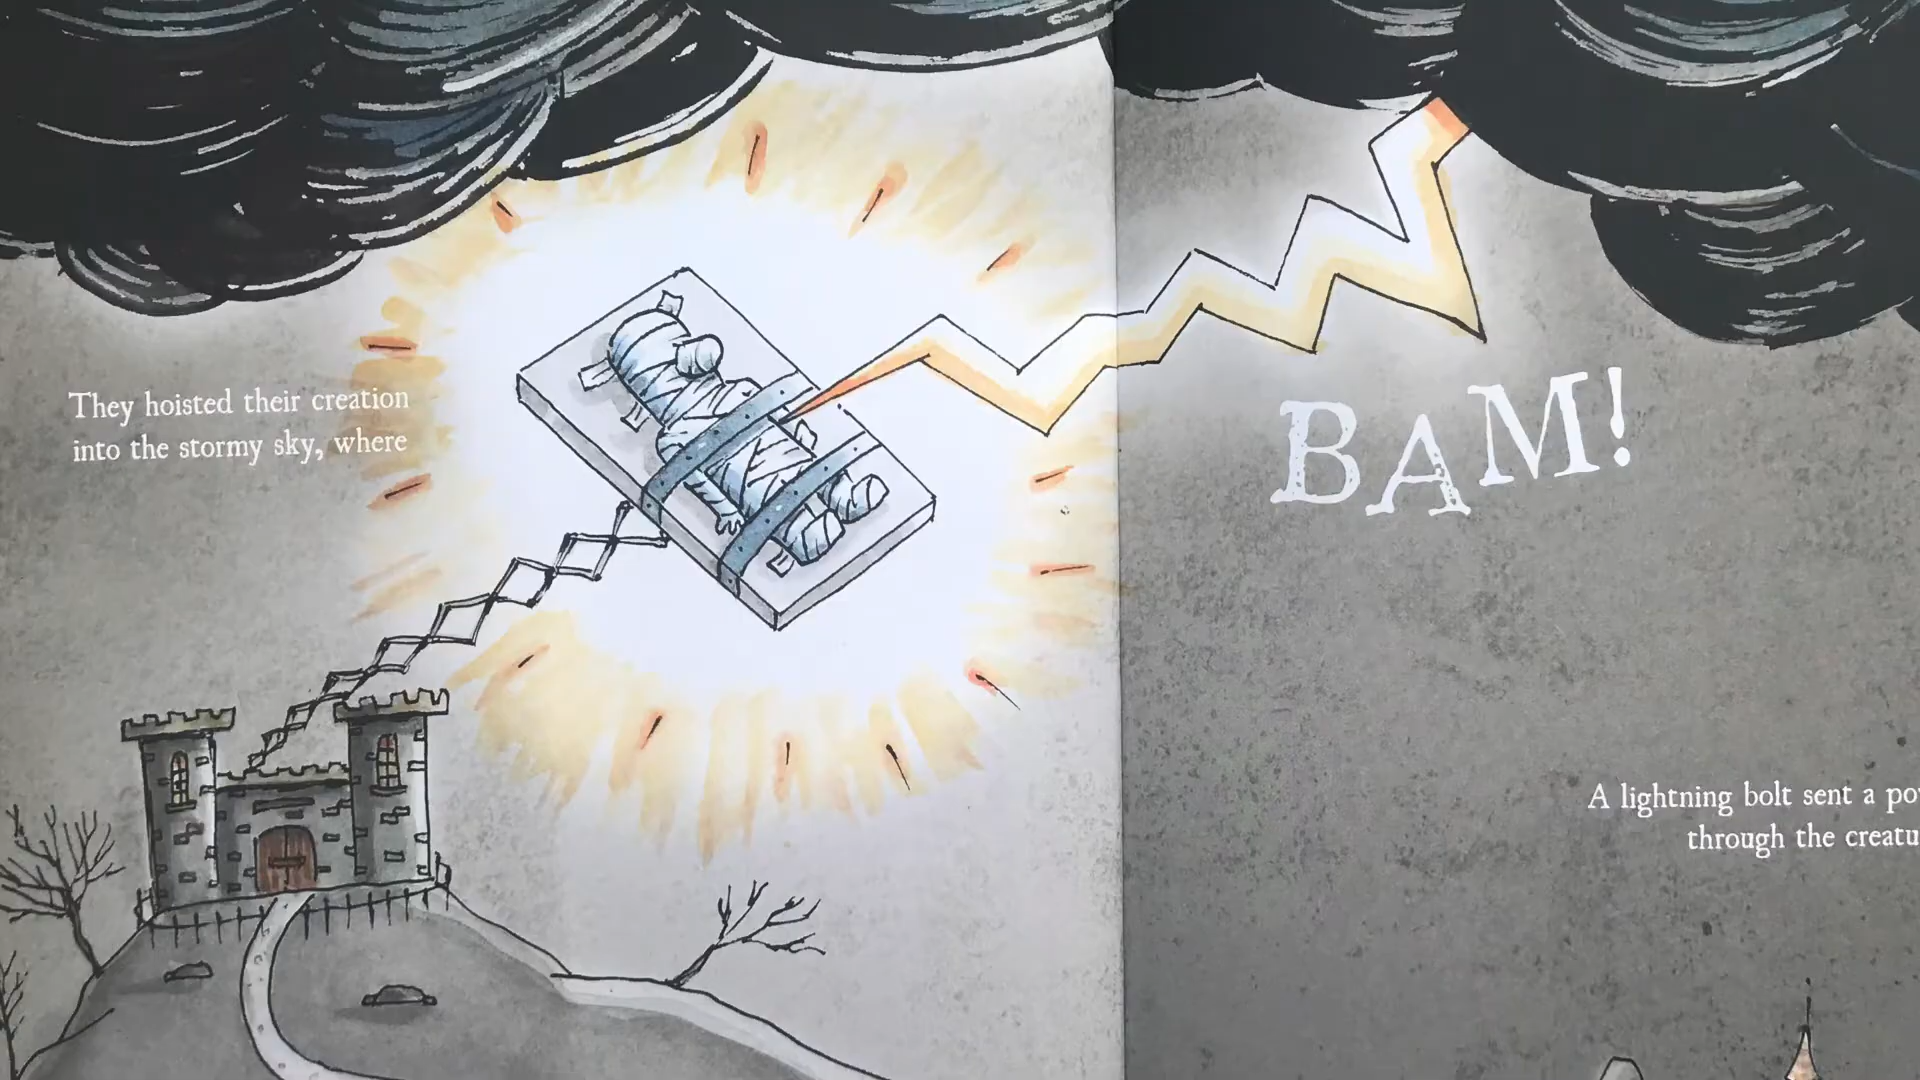 They hoisted their creation
into the stormy sky, where
BAM!
A lightning bolt sent a
through the